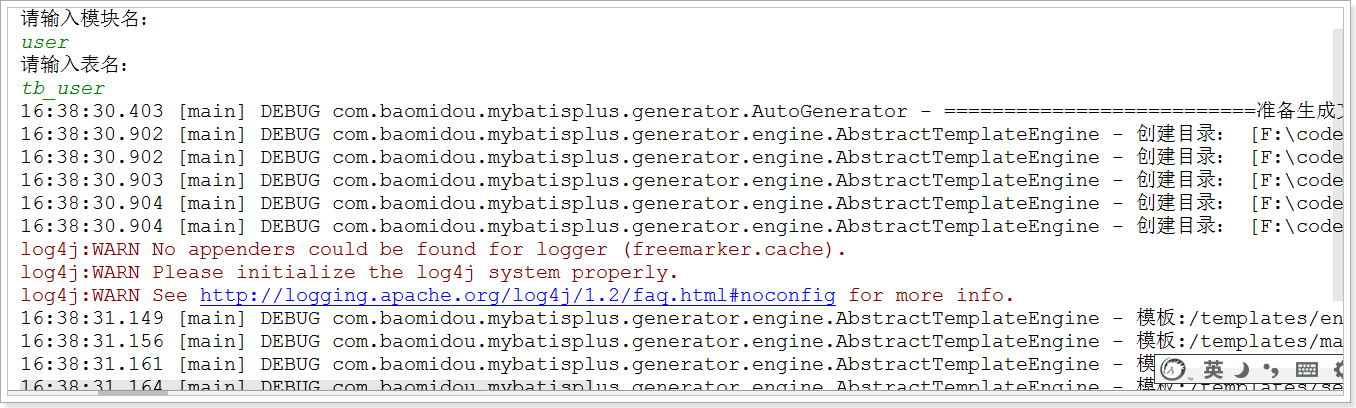 请输入模块名：
user
请输入表名：
tb_user
16:38:30.403 [main] DEBUG com.baomidou.mybatisplus.generator.AutoGenerator - ==========================准备生成文
16:38:30.902 [main] DEBUG com.baomidou.mybatisplus.generator.engine.AbstractTemplateEngine - 创建目录： [F:\code
16:38:30.902 [main] DEBUG com.baomidou.mybatisplus.generator.engine.AbstractTemplateEngine - 创建目录： [F:\code
16:38:30.903 [main] DEBUG com.baomidou.mybatisplus.generator.engine.AbstractTemplateEngine - 创建目录： [F:\code
16:38:30.904 [main] DEBUG com.baomidou.mybatisplus.generator.engine.AbstractTemplateEngine - 创建目录： [F:\code
16:38:30.904 [main] DEBUG com.baomidou.mybatisplus.generator.engine.AbstractTemplateEngine - 创建目录： [F:\code
log4j:WARN No appenders could be found for logger (freemarker.cache).
log4j:WARN Please initialize the log4j system properly.
log4j:WARN See http://logging.apache.org/log4j/1.2/faq.html#noconfig for more info.
16:38:31.149 [main] DEBUG com.baomidou.mybatisplus.generator.engine.AbstractTemplateEngine - 模板:/templates/en
16:38:31.156 [main] DEBUG com.baomidou.mybatisplus.generator.engine.AbstractTemplateEngine - 模板:/templates/ma
16:38:31.161 [main] DEBUG com.baomidou.mybatisplus.generator.engine.AbstractTemplateEngine - 模
英
16:38:31.164 [main] DEBUG com.baomidou.mybatisplus.generator.engine.AbstractTemplateEngine - 模板:/templates/se